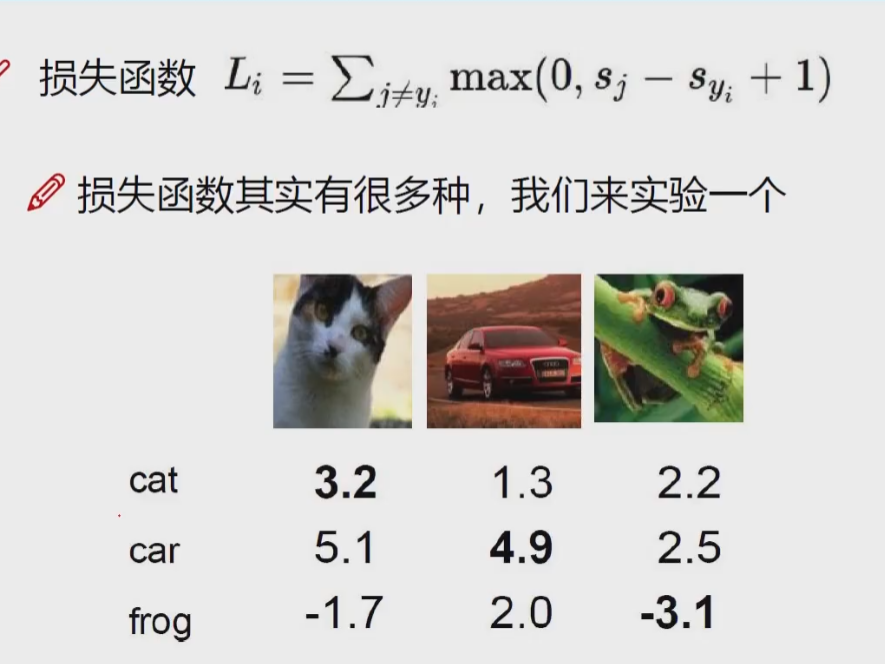 损失函数 L_i = ∑_{j≠y_i} max(0, s_j − s_{y_i} + 1)
损失函数其实有很多种，我们来实验一个
cat 3.2 1.3 2.2
car 5.1 4.9 2.5
frog -1.7 2.0 -3.1